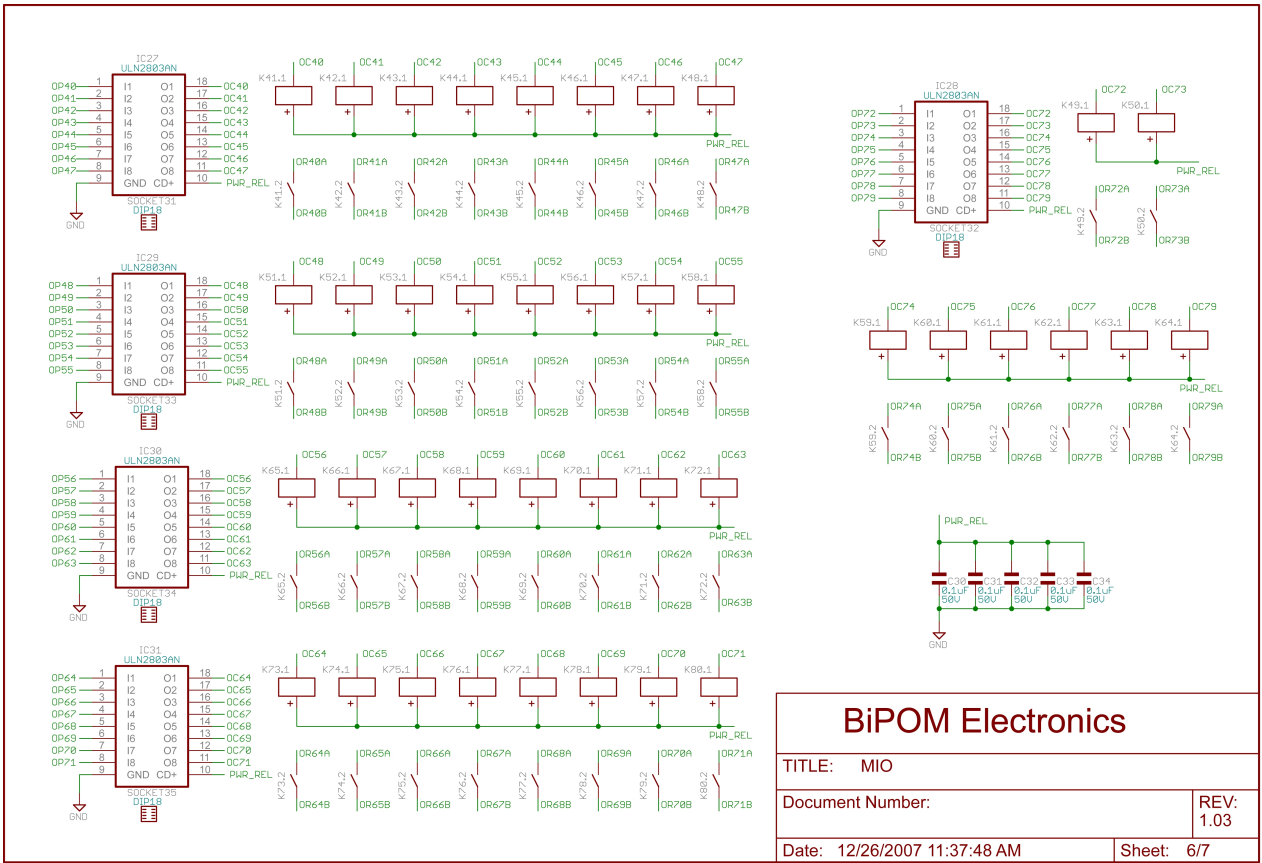 IC27
ULN2803AN
OP40 1 I1 O1 18 OC40
OP41 2 I2 O2 17 OC41
OP42 3 I3 O3 16 OC42
OP43 4 I4 O4 15 OC43
OP44 5 I5 O5 14 OC44
OP45 6 I6 O6 13 OC45
OP46 7 I7 O7 12 OC46
OP47 8 I8 O8 11 OC47
9 GND CD+ 10 PWR_REL
SOCKET31
DIP18
GND
OC40 OC41 OC42 OC43 OC44 OC45 OC46 OC47
K41.1 K42.1 K43.1 K44.1 K45.1 K46.1 K47.1 K48.1
+ + + + + + + +
PWR_REL
OR40A OR41A OR42A OR43A OR44A OR45A OR46A OR47A
K41.2 K42.2 K43.2 K44.2 K45.2 K46.2 K47.2 K48.2
OR40B OR41B OR42B OR43B OR44B OR45B OR46B OR47B
IC28
ULN2803AN
OP72 1 I1 O1 18 OC72
OP73 2 I2 O2 17 OC73
OP74 3 I3 O3 16 OC74
OP75 4 I4 O4 15 OC75
OP76 5 I5 O5 14 OC76
OP77 6 I6 O6 13 OC77
OP78 7 I7 O7 12 OC78
OP79 8 I8 O8 11 OC79
9 GND CD+ 10 PWR_REL
SOCKET32
DIP18
GND
OC72 OC73
K49.1 K50.1
+ +
PWR_REL
OR72A OR73A
K49.2 K50.2
OR72B OR73B
IC29
ULN2803AN
OP48 1 I1 O1 18 OC48
OP49 2 I2 O2 17 OC49
OP50 3 I3 O3 16 OC50
OP51 4 I4 O4 15 OC51
OP52 5 I5 O5 14 OC52
OP53 6 I6 O6 13 OC53
OP54 7 I7 O7 12 OC54
OP55 8 I8 O8 11 OC55
9 GND CD+ 10 PWR_REL
SOCKET33
DIP18
GND
OC48 OC49 OC50 OC51 OC52 OC53 OC54 OC55
K51.1 K52.1 K53.1 K54.1 K55.1 K56.1 K57.1 K58.1
+ + + + + + + +
PWR_REL
OR48A OR49A OR50A OR51A OR52A OR53A OR54A OR55A
K51.2 K52.2 K53.2 K54.2 K55.2 K56.2 K57.2 K58.2
OR48B OR49B OR50B OR51B OR52B OR53B OR54B OR55B
OC74 OC75 OC76 OC77 OC78 OC79
K59.1 K60.1 K61.1 K62.1 K63.1 K64.1
+ + + + + +
PWR_REL
OR74A OR75A OR76A OR77A OR78A OR79A
K59.2 K60.2 K61.2 K62.2 K63.2 K64.2
OR74B OR75B OR76B OR77B OR78B OR79B
IC30
ULN2803AN
OP56 1 I1 O1 18 OC56
OP57 2 I2 O2 17 OC57
OP58 3 I3 O3 16 OC58
OP59 4 I4 O4 15 OC59
OP60 5 I5 O5 14 OC60
OP61 6 I6 O6 13 OC61
OP62 7 I7 O7 12 OC62
OP63 8 I8 O8 11 OC63
9 GND CD+ 10 PWR_REL
SOCKET34
DIP18
GND
OC56 OC57 OC58 OC59 OC60 OC61 OC62 OC63
K65.1 K66.1 K67.1 K68.1 K69.1 K70.1 K71.1 K72.1
+ + + + + + + +
PWR_REL
OR56A OR57A OR58A OR59A OR60A OR61A OR62A OR63A
K65.2 K66.2 K67.2 K68.2 K69.2 K70.2 K71.2 K72.2
OR56B OR57B OR58B OR59B OR60B OR61B OR62B OR63B
PWR_REL
C30 C31 C32 C33 C34
0.1uF 0.1uF 0.1uF 0.1uF 0.1uF
50V 50V 50V 50V 50V
GND
IC31
ULN2803AN
OP64 1 I1 O1 18 OC64
OP65 2 I2 O2 17 OC65
OP66 3 I3 O3 16 OC66
OP67 4 I4 O4 15 OC67
OP68 5 I5 O5 14 OC68
OP69 6 I6 O6 13 OC69
OP70 7 I7 O7 12 OC70
OP71 8 I8 O8 11 OC71
9 GND CD+ 10 PWR_REL
SOCKET35
DIP18
GND
OC64 OC65 OC66 OC67 OC68 OC69 OC70 OC71
K73.1 K74.1 K75.1 K76.1 K77.1 K78.1 K79.1 K80.1
+ + + + + + + +
PWR_REL
OR64A OR65A OR66A OR67A OR68A OR69A OR70A OR71A
K73.2 K74.2 K75.2 K76.2 K77.2 K78.2 K79.2 K80.2
OR64B OR65B OR66B OR67B OR68B OR69B OR70B OR71B
BiPOM Electronics
TITLE: MIO
Document Number:
REV:
1.03
Date: 12/26/2007 11:37:48 AM
Sheet: 6/7